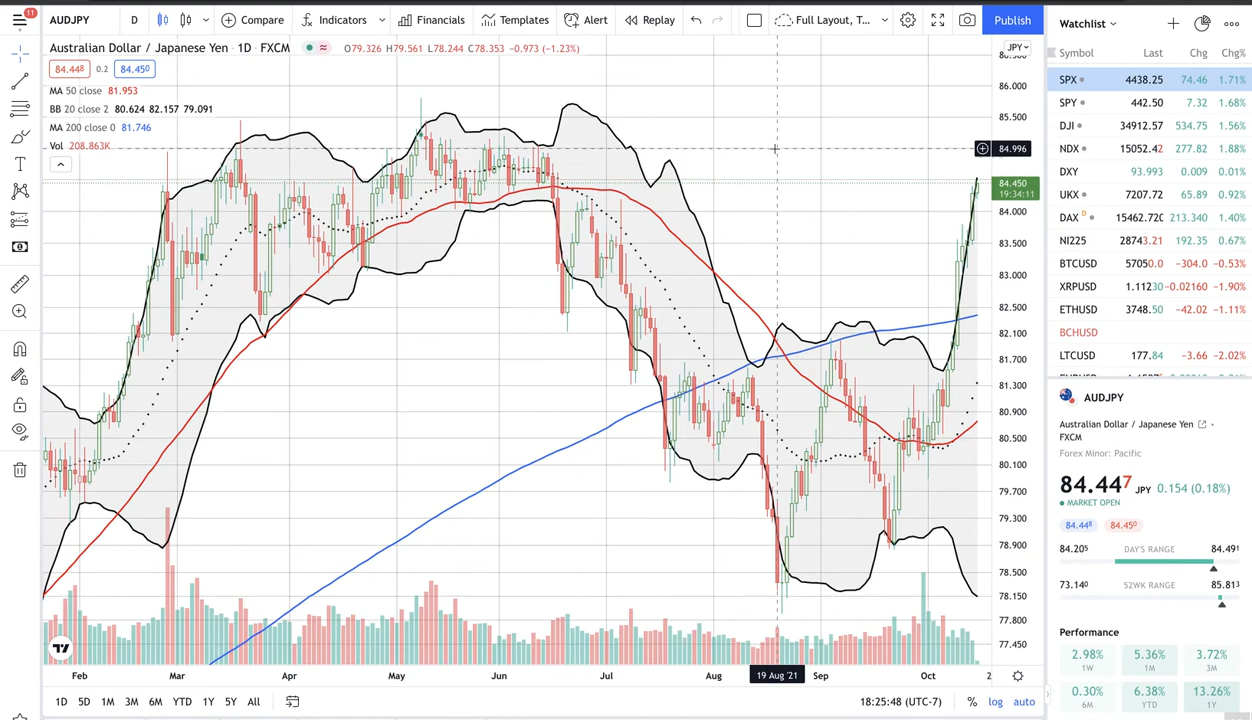 11
AUDJPY
D
Compare
Indicators
Financials
Templates
Alert
Replay
Full Layout, T...
Publish
Australian Dollar / Japanese Yen · 1D · FXCM
O79.326 H79.561 L78.244 C78.353 −0.973 (−1.23%)
84.448 0.2 84.450
MA 50 close 81.953
BB 20 close 2 80.624 82.157 79.091
MA 200 close 0 81.746
Vol 208.863K
JPY
86.000
85.500
84.996
84.450
19:34:11
84.000
83.500
83.000
82.500
82.100
81.700
81.300
80.900
80.500
80.100
79.700
79.300
78.900
78.500
78.150
77.800
77.450
Feb Mar Apr May Jun Jul Aug 19 Aug '21 Sep Oct 2
1D 5D 1M 3M 6M YTD 1Y 5Y All
18:25:48 (UTC-7)
% log auto
Watchlist
Symbol Last Chg Chg%
SPX 4438.25 74.46 1.71%
SPY 442.50 7.32 1.68%
DJI 34912.57 534.75 1.56%
NDX 15052.42 277.82 1.88%
DXY 93.993 0.009 0.01%
UKX 7207.72 65.89 0.92%
DAX D 15462.720 213.340 1.40%
NI225 28743.21 192.35 0.67%
BTCUSD 57050.0 −304.0 −0.53%
XRPUSD 1.11230 −0.02160 −1.90%
ETHUSD 3748.50 −42.02 −1.11%
BCHUSD
LTCUSD 177.84 −3.66 −2.02%
AUDJPY
Australian Dollar / Japanese Yen
FXCM
Forex Minor: Pacific
84.447 JPY 0.154 (0.18%)
MARKET OPEN
84.448 84.450
84.205 DAY'S RANGE 84.491
73.140 52WK RANGE 85.813
Performance
2.98% 5.36% 3.72%
1W 1M 3M
0.30% 6.38% 13.26%
6M YTD 1Y